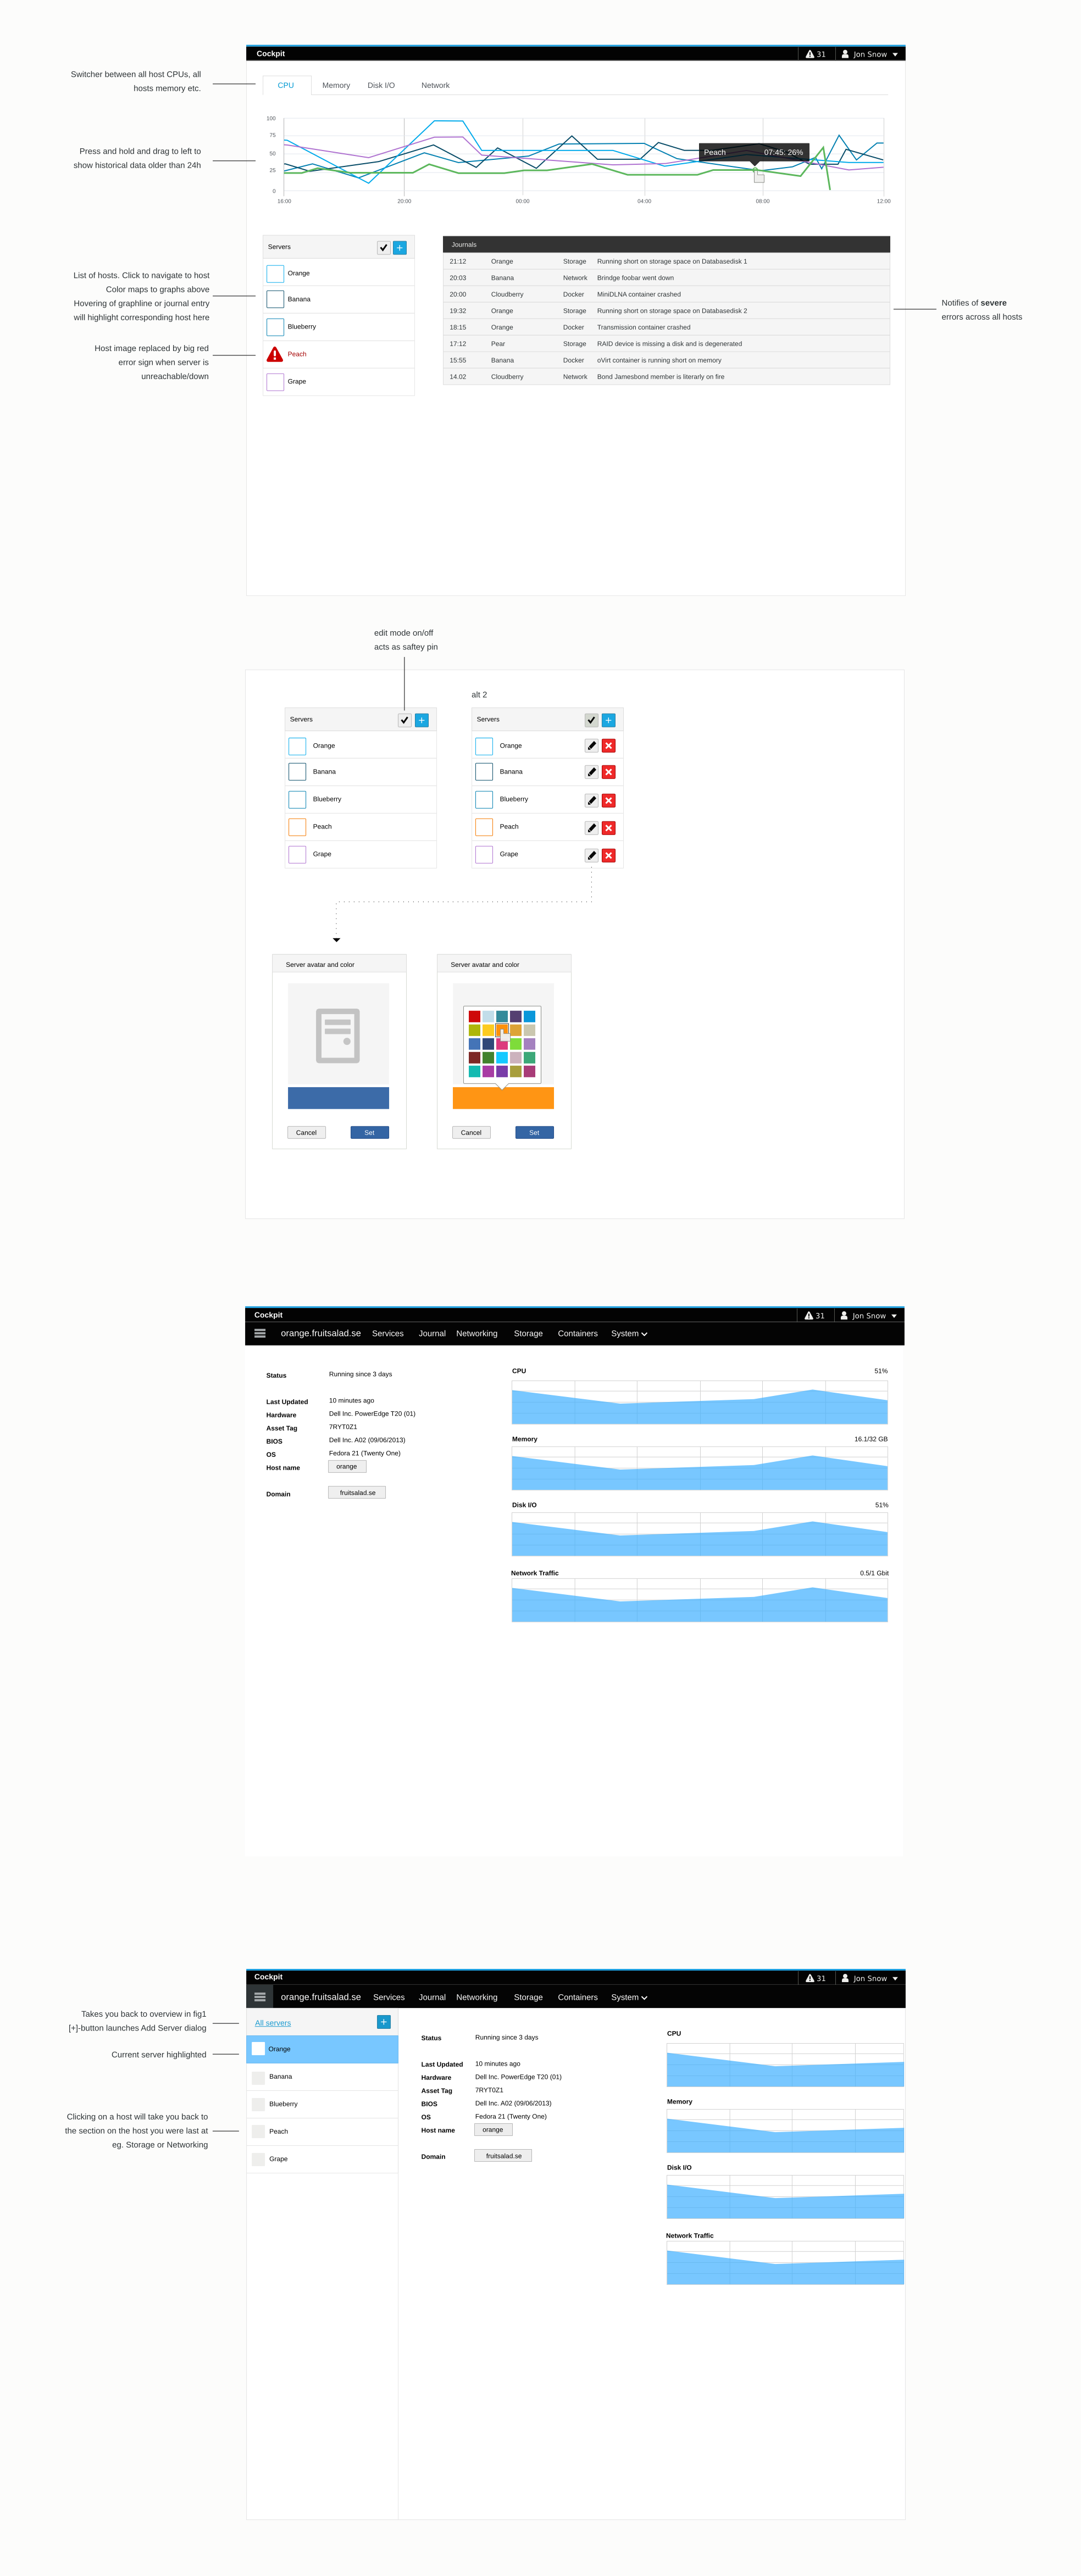 Cockpit
31
Jon Snow
Switcher between all host CPUs, all
hosts memory etc.
CPU Memory Disk I/O Network
Press and hold and drag to left to
show historical data older than 24h
100
75
50
25
0
Peach 07:45: 26%
16:00 20:00 00:00 04:00 08:00 12:00
List of hosts. Click to navigate to host
Color maps to graphs above
Hovering of graphline or journal entry
will highlight corresponding host here
Host image replaced by big red
error sign when server is
unreachable/down
Servers
Orange
Banana
Blueberry
Peach
Grape
Journals
21:12 Orange Storage Running short on storage space on Databasedisk 1
20:03 Banana Network Brindge foobar went down
20:00 Cloudberry Docker MiniDLNA container crashed
19:32 Orange Storage Running short on storage space on Databasedisk 2
18:15 Orange Docker Transmission container crashed
17:12 Pear Storage RAID device is missing a disk and is degenerated
15:55 Banana Docker oVirt container is running short on memory
14.02 Cloudberry Network Bond Jamesbond member is literarly on fire
Notifies of severe
errors across all hosts
edit mode on/off
acts as saftey pin
Servers
Orange
Banana
Blueberry
Peach
Grape
alt 2
Servers
Orange
Banana
Blueberry
Peach
Grape
Server avatar and color
Cancel Set
Server avatar and color
Cancel Set
Cockpit
31
Jon Snow
orange.fruitsalad.se Services Journal Networking Storage Containers System
Status Running since 3 days
Last Updated 10 minutes ago
Hardware Dell Inc. PowerEdge T20 (01)
Asset Tag 7RYT0Z1
BIOS Dell Inc. A02 (09/06/2013)
OS Fedora 21 (Twenty One)
Host name orange
Domain fruitsalad.se
CPU 51%
Memory 16.1/32 GB
Disk I/O 51%
Network Traffic 0.5/1 Gbit
Cockpit
31
Jon Snow
orange.fruitsalad.se Services Journal Networking Storage Containers System
Takes you back to overview in fig1
[+]-button launches Add Server dialog
Current server highlighted
Clicking on a host will take you back to
the section on the host you were last at
eg. Storage or Networking
All servers
Orange
Banana
Blueberry
Peach
Grape
Status Running since 3 days
Last Updated 10 minutes ago
Hardware Dell Inc. PowerEdge T20 (01)
Asset Tag 7RYT0Z1
BIOS Dell Inc. A02 (09/06/2013)
OS Fedora 21 (Twenty One)
Host name orange
Domain fruitsalad.se
CPU
Memory
Disk I/O
Network Traffic